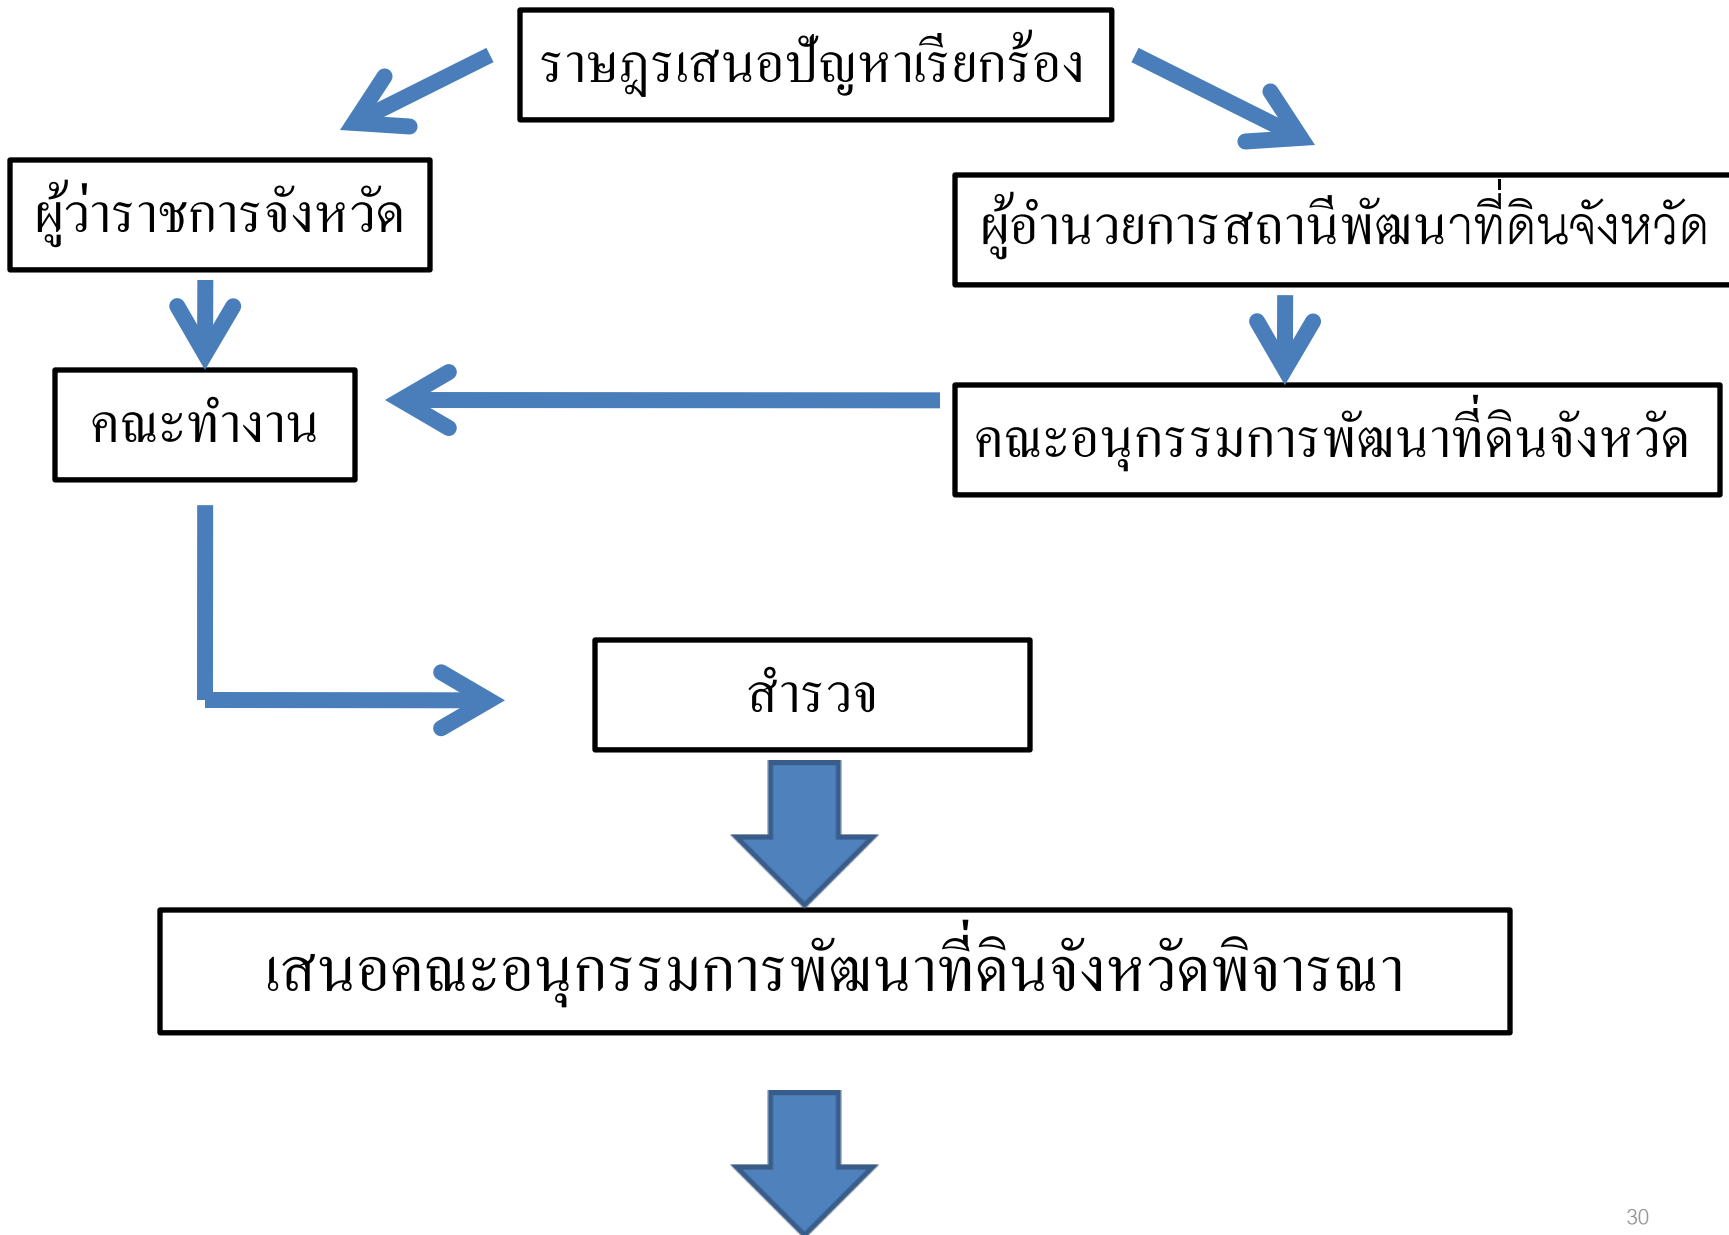 ราษฎรเสนอปัญหาเรียกร้อง
ผู้ว่าราชการจังหวัด
ผู้อำนวยการสถานีพัฒนาที่ดินจังหวัด
คณะทำงาน
คณะอนุกรรมการพัฒนาที่ดินจังหวัด
สำรวจ
เสนอคณะอนุกรรมการพัฒนาที่ดินจังหวัดพิจารณา
30